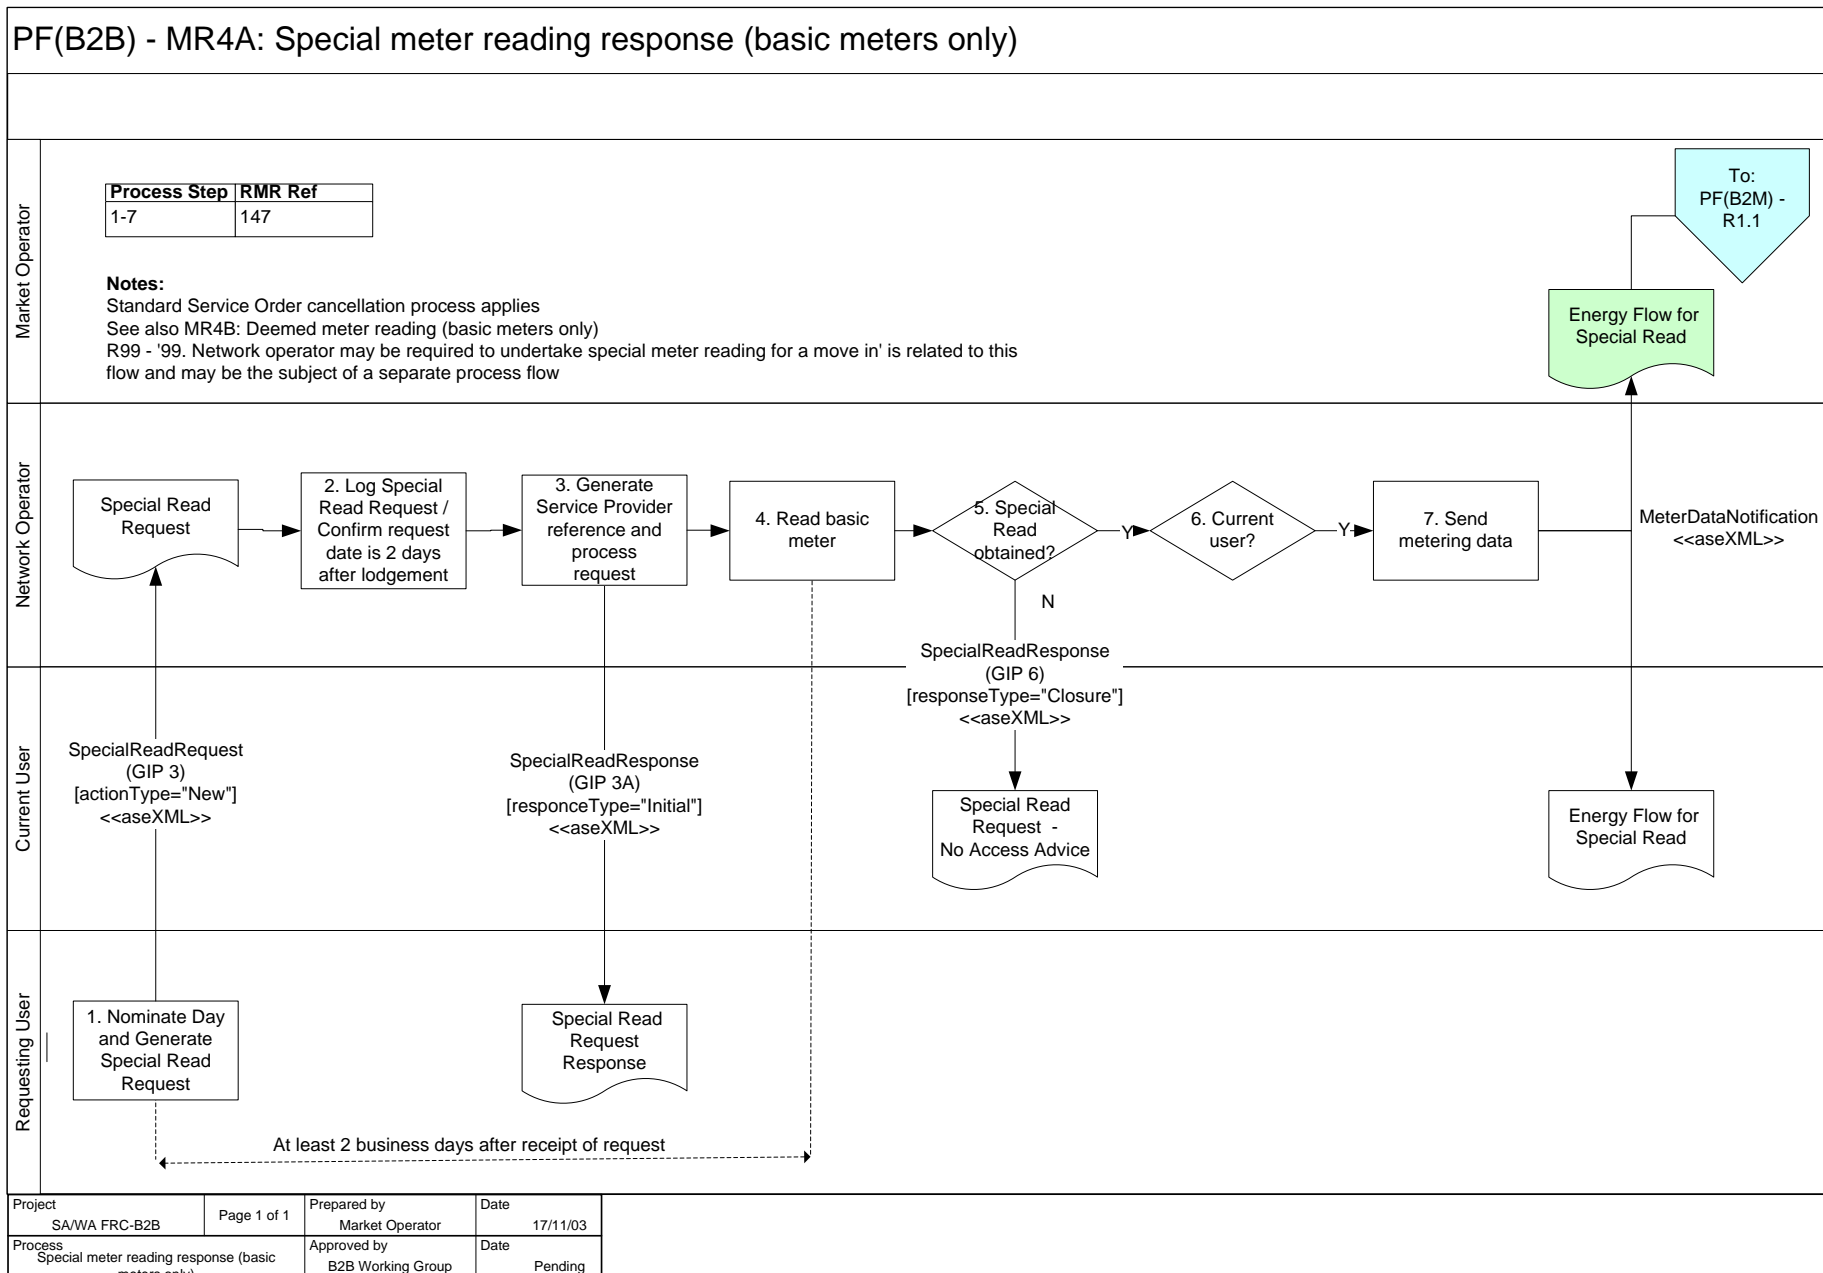 PF(B2B) - MR4A: Special meter reading response (basic meters only)
Market Operator
Process Step RMR Ref
1-7 147
Notes:
Standard Service Order cancellation process applies
See also MR4B: Deemed meter reading (basic meters only)
R99 - '99. Network operator may be required to undertake special meter reading for a move in' is related to this
flow and may be the subject of a separate process flow
To:
PF(B2M) -
R1.1
Energy Flow for
Special Read
Network Operator
Special Read
Request
2. Log Special
Read Request /
Confirm request
date is 2 days
after lodgement
3. Generate
Service Provider
reference and
process
request
4. Read basic
meter
5. Special
Read
obtained?
Y
N
6. Current
user?
Y
7. Send
metering data
MeterDataNotification
<<aseXML>>
Current User
SpecialReadRequest
(GIP 3)
[actionType="New"]
<<aseXML>>
SpecialReadResponse
(GIP 3A)
[responceType="Initial"]
<<aseXML>>
SpecialReadResponse
(GIP 6)
[responseType="Closure"]
<<aseXML>>
Special Read
Request -
No Access Advice
Energy Flow for
Special Read
Requesting User
1. Nominate Day
and Generate
Special Read
Request
Special Read
Request
Response
At least 2 business days after receipt of request
Project
SA/WA FRC-B2B
Page 1 of 1
Prepared by
Market Operator
Date
17/11/03
Process
Special meter reading response (basic
meters only)
Approved by
B2B Working Group
Date
Pending